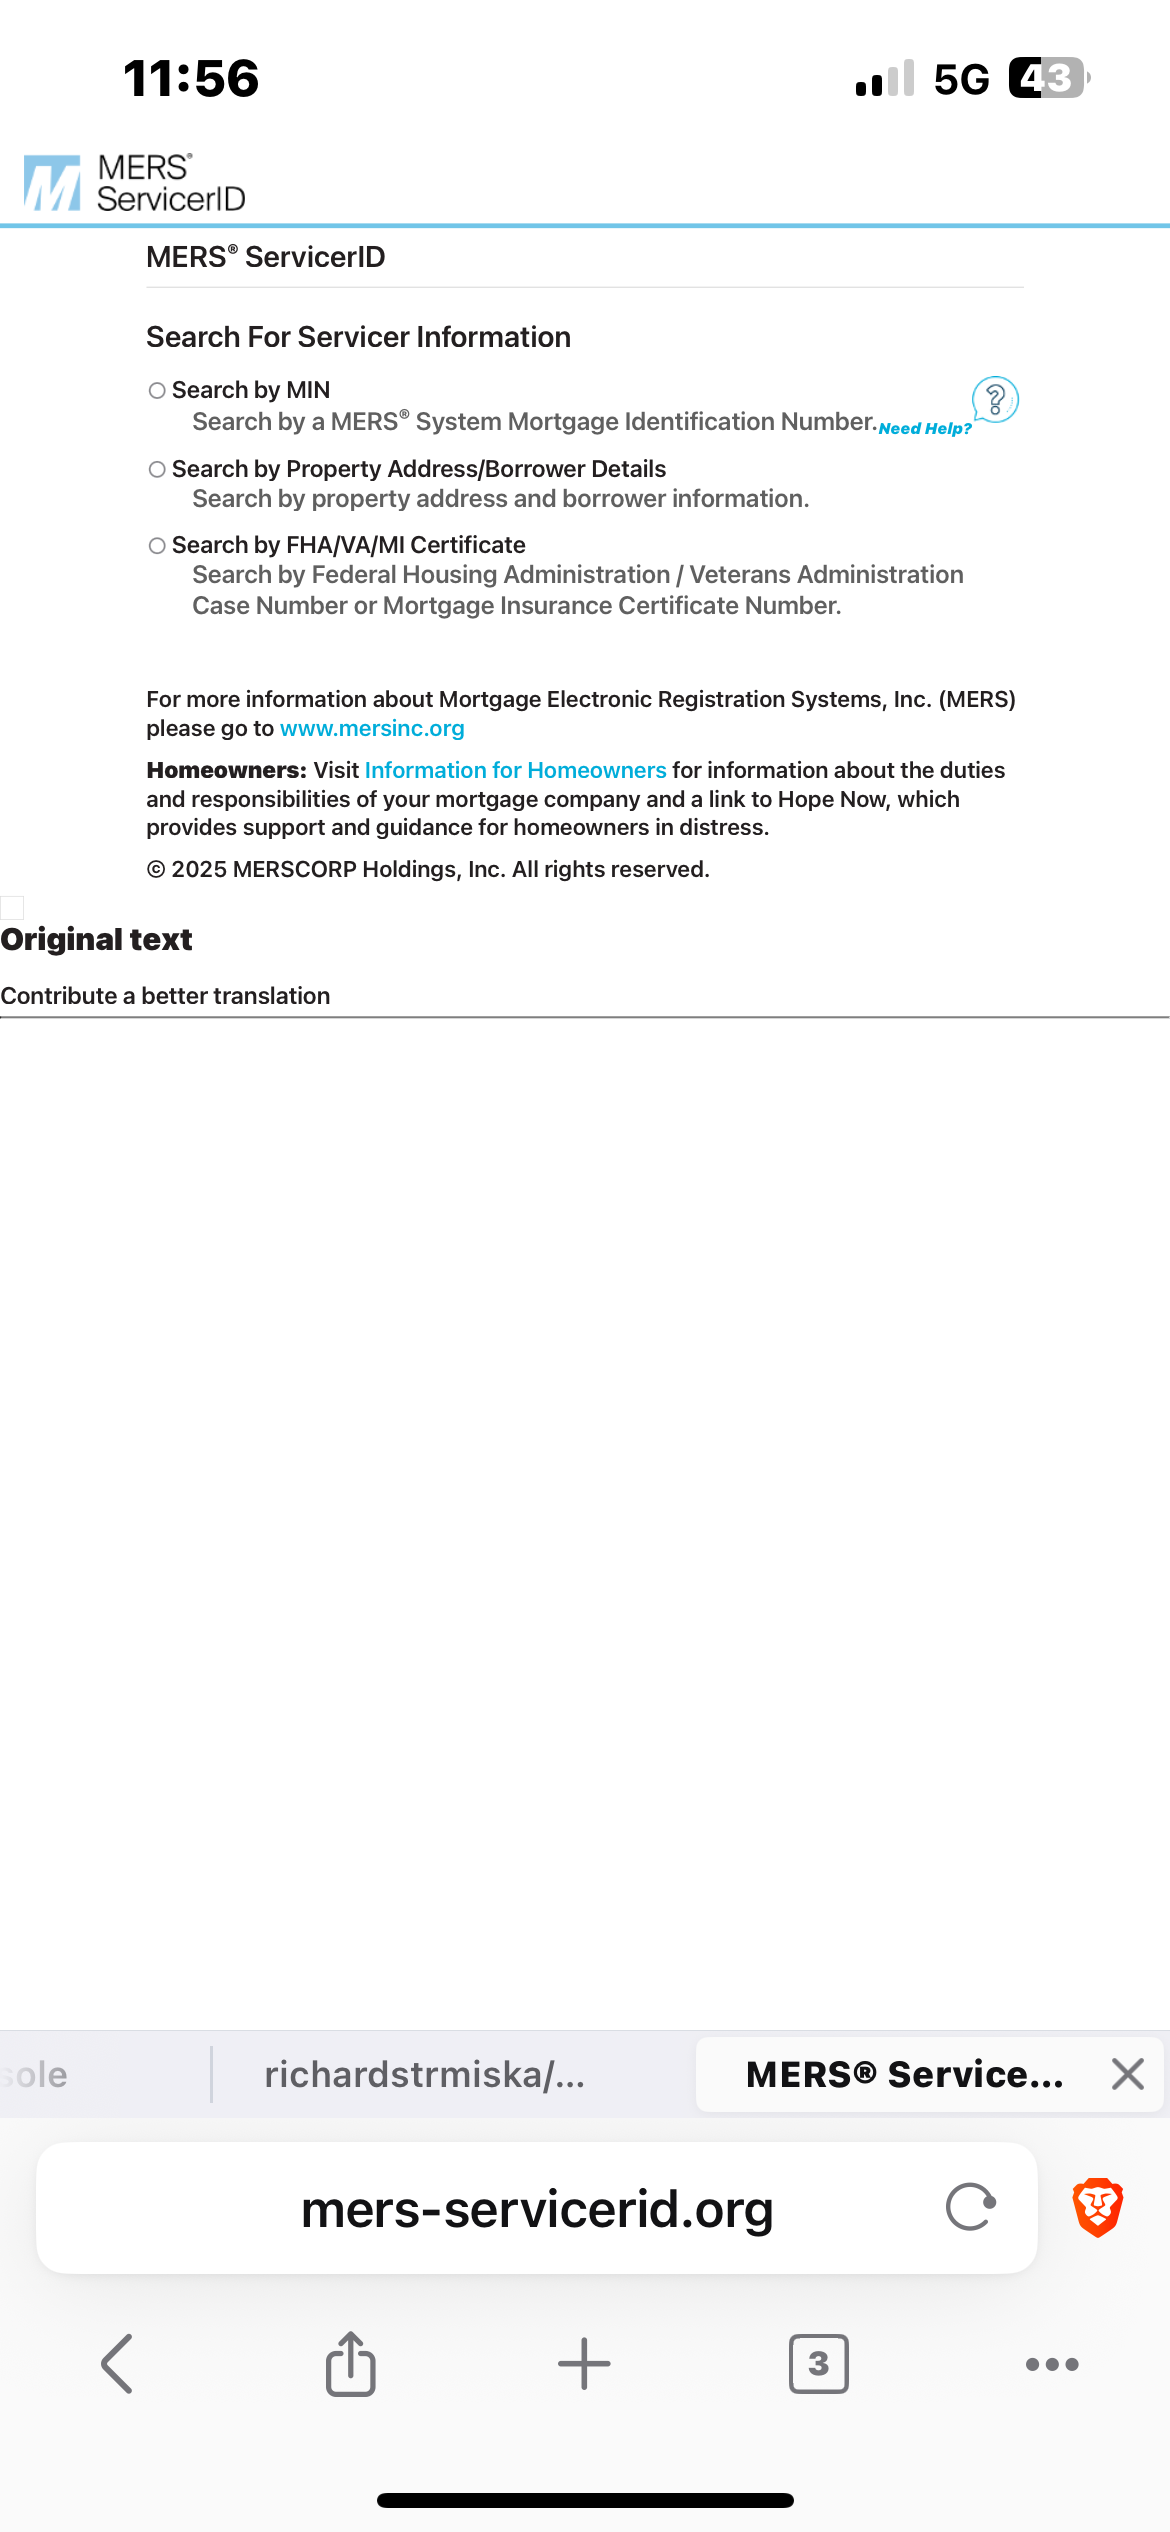 11:56
5G 43
MERS®
ServicerID
MERS® ServicerID
Search For Servicer Information
Search by MIN
Search by a MERS® System Mortgage Identification Number. Need Help?
Search by Property Address/Borrower Details
Search by property address and borrower information.
Search by FHA/VA/MI Certificate
Search by Federal Housing Administration / Veterans Administration
Case Number or Mortgage Insurance Certificate Number.
For more information about Mortgage Electronic Registration Systems, Inc. (MERS)
please go to www.mersinc.org
Homeowners: Visit Information for Homeowners for information about the duties
and responsibilities of your mortgage company and a link to Hope Now, which
provides support and guidance for homeowners in distress.
© 2025 MERSCORP Holdings, Inc. All rights reserved.
Original text
Contribute a better translation
sole
richardstrmiska/...
MERS® Service...
mers-servicerid.org
3